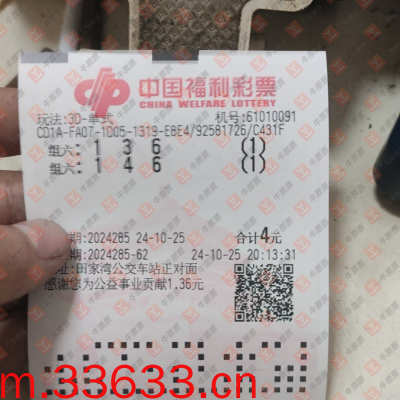 中国福利彩票
CHINA WELFARE LOTTERY
玩法:3D-单式 机号:61010091
CD1A-FA07-1D05-1319-E8E4/92581726/C431F
组六: 1 3 6 (1)
组六: 1 4 6 (1)
期:2024285 24-10-25 合计4元
期:2024285-62 24-10-25 20:13:31
址:田家湾公交车站正对面
感谢您为公益事业贡献1.36元
m.33633.cn